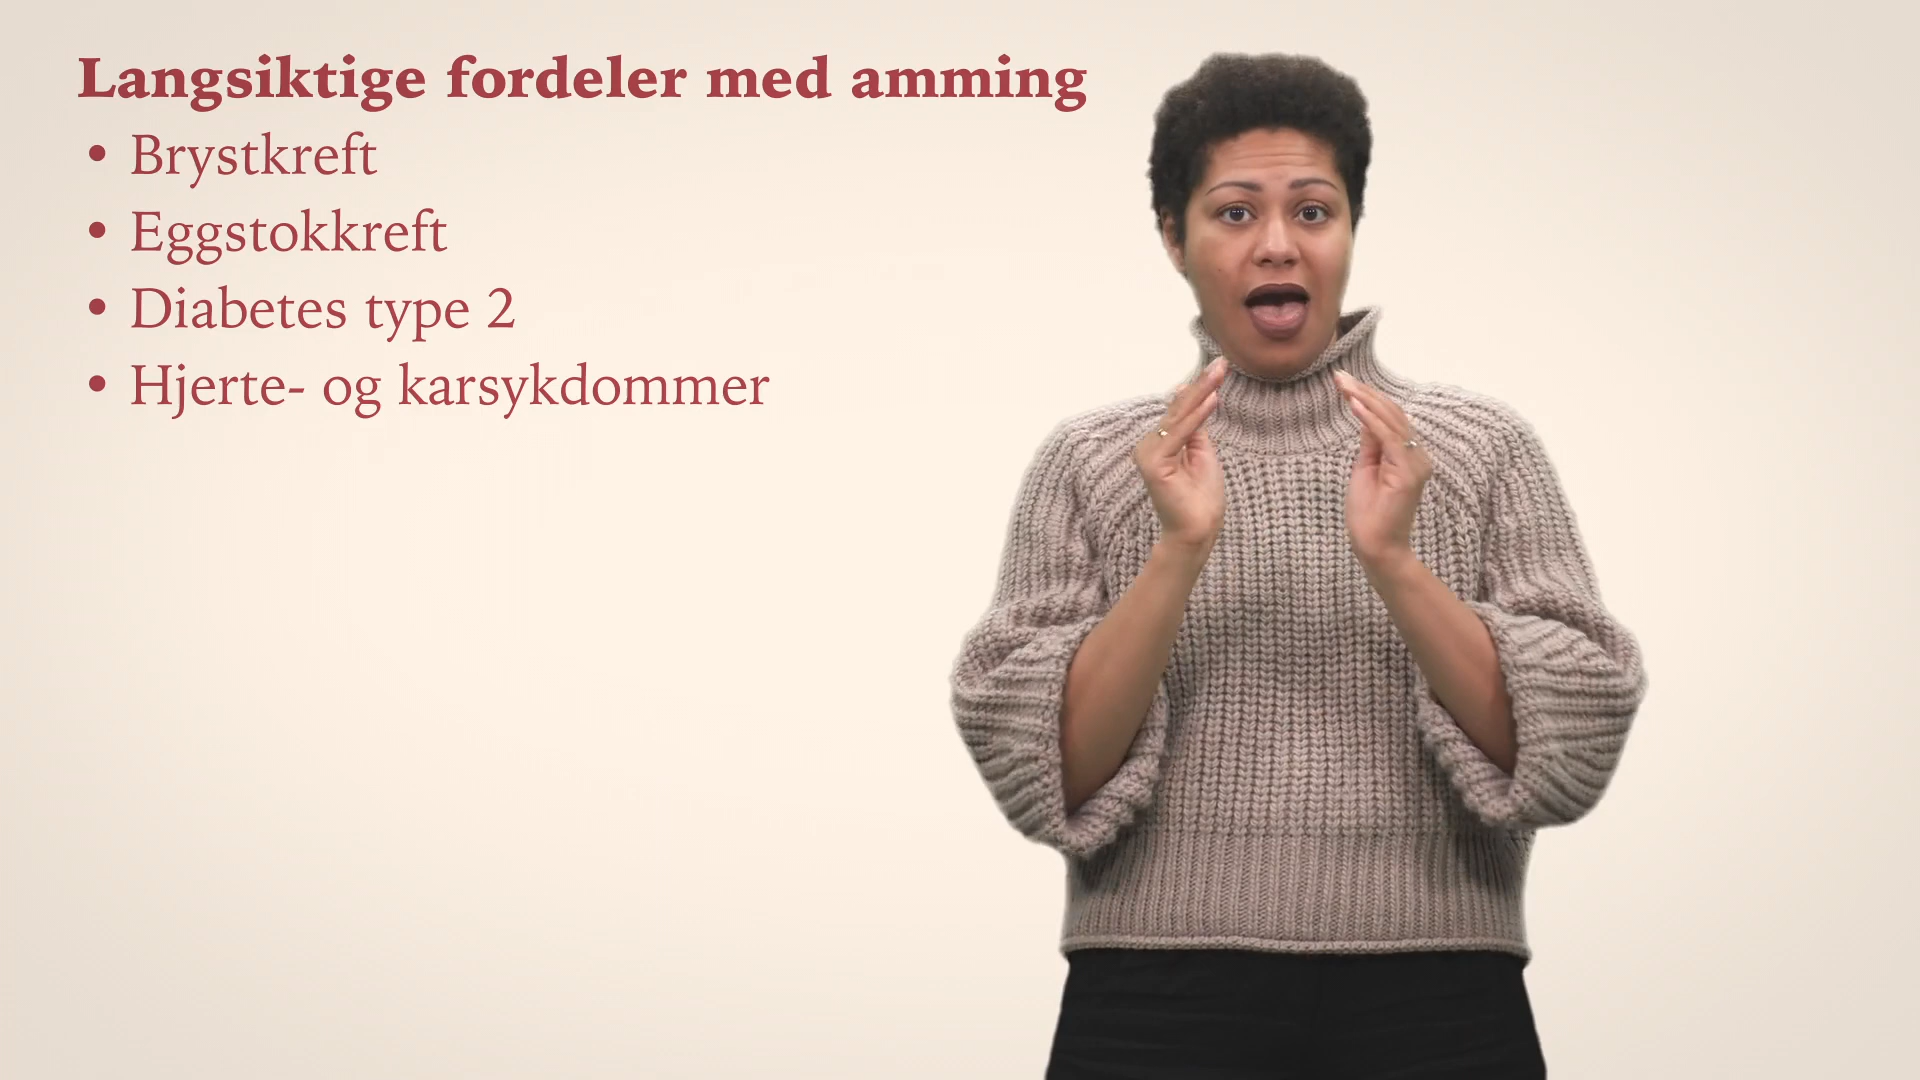 Langsiktige fordeler med amming
• Brystkreft
• Eggstokkreft
• Diabetes type 2
• Hjerte- og karsykdommer